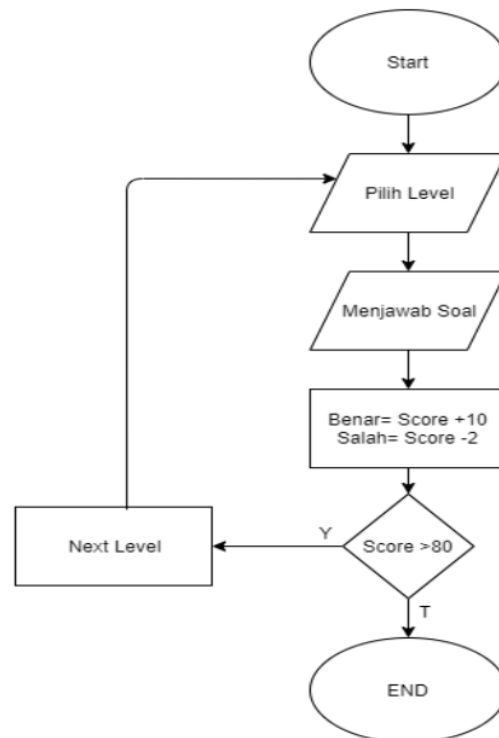 Start
Pilih Level
Menjawab Soal
Benar= Score +10
Salah= Score -2
Score >80
Y
Next Level
T
END